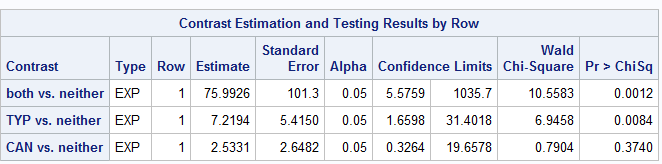 Contrast Estimation and Testing Results by Row
Contrast Type Row Estimate Standard Error Alpha Confidence Limits Wald Chi-Square Pr > ChiSq
both vs. neither EXP 1 75.9926 101.3 0.05 5.5759 1035.7 10.5583 0.0012
TYP vs. neither EXP 1 7.2194 5.4150 0.05 1.6598 31.4018 6.9458 0.0084
CAN vs. neither EXP 1 2.5331 2.6482 0.05 0.3264 19.6578 0.7904 0.3740